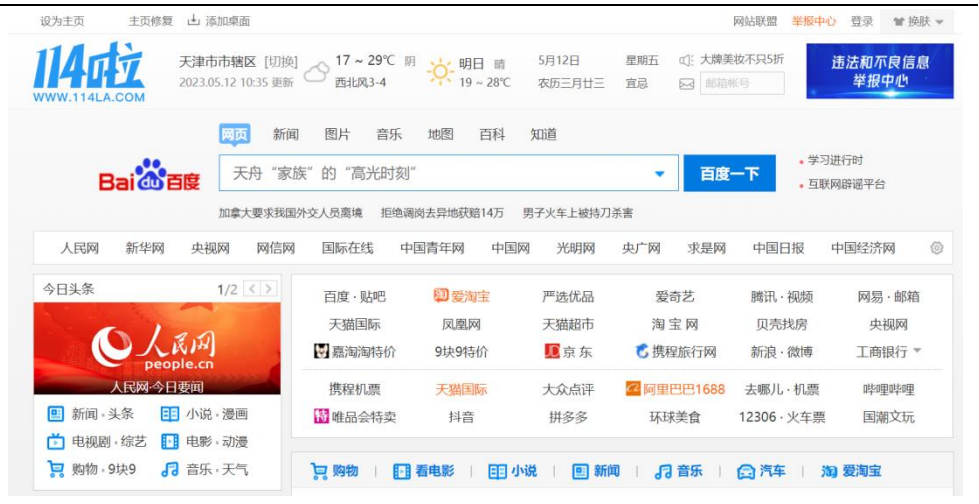 设为主页 主页修复 添加桌面 网站联盟 举报中心 登录 换肤
114啦
WWW.114LA.COM
天津市市辖区 [切换] 17 ~ 29℃ 阴 明日 晴 5月12日 星期五 大牌美妆不只5折
2023.05.12 10:35 更新 西北风3-4 19 ~ 28℃ 农历三月廿三 宜忌 邮箱帐号
违法和不良信息
举报中心
网页 新闻 图片 音乐 地图 百科 知道
Bai du 百度 天舟“家族”的“高光时刻” 百度一下
学习进行时
互联网辟谣平台
加拿大要求我国外交人员离境 拒绝调岗去异地获赔14万 男子火车上被持刀杀害
人民网 新华网 央视网 网信网 国际在线 中国青年网 中国网 光明网 央广网 求是网 中国日报 中国经济网
今日头条 1/2 < >
人民网
people.cn
人民网·今日要闻
新闻·头条 小说·漫画
电视剧·综艺 电影·动漫
购物·9块9 音乐·天气
百度·贴吧 淘 爱淘宝 严选优品 爱奇艺 腾讯·视频 网易·邮箱
天猫国际 凤凰网 天猫超市 淘宝网 贝壳找房 央视网
嘉淘淘特价 9块9特价 JD 京东 携程旅行网 新浪·微博 工商银行
携程机票 天猫国际 大众点评 阿里巴巴1688 去哪儿·机票 哔哩哔哩
特 唯品会特卖 抖音 拼多多 环球美食 12306·火车票 国潮文玩
购物 看电影 小说 新闻 音乐 汽车 淘 爱淘宝